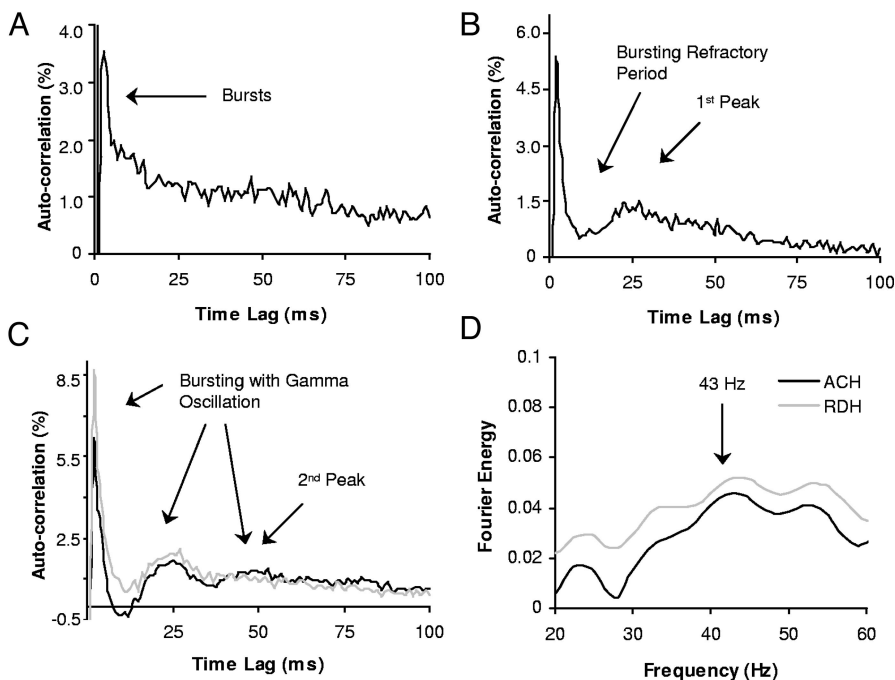 A
Auto-correlation (%)
4.0
3.0
2.0
1.0
0
Bursts
0
25
50
75
100
Time Lag (ms)
B
Auto-correlation (%)
6.0
4.5
3.0
1.5
0
Bursting Refractory
Period
1st Peak
0
25
50
75
100
Time Lag (ms)
C
Auto-correlation (%)
8.5
5.5
2.5
-0.5
Bursting with Gamma
Oscillation
2nd Peak
25
50
75
100
Time Lag (ms)
D
Fourier Energy
0.1
0.08
0.06
0.04
0.02
0
43 Hz
ACH
RDH
20
30
40
50
60
Frequency (Hz)